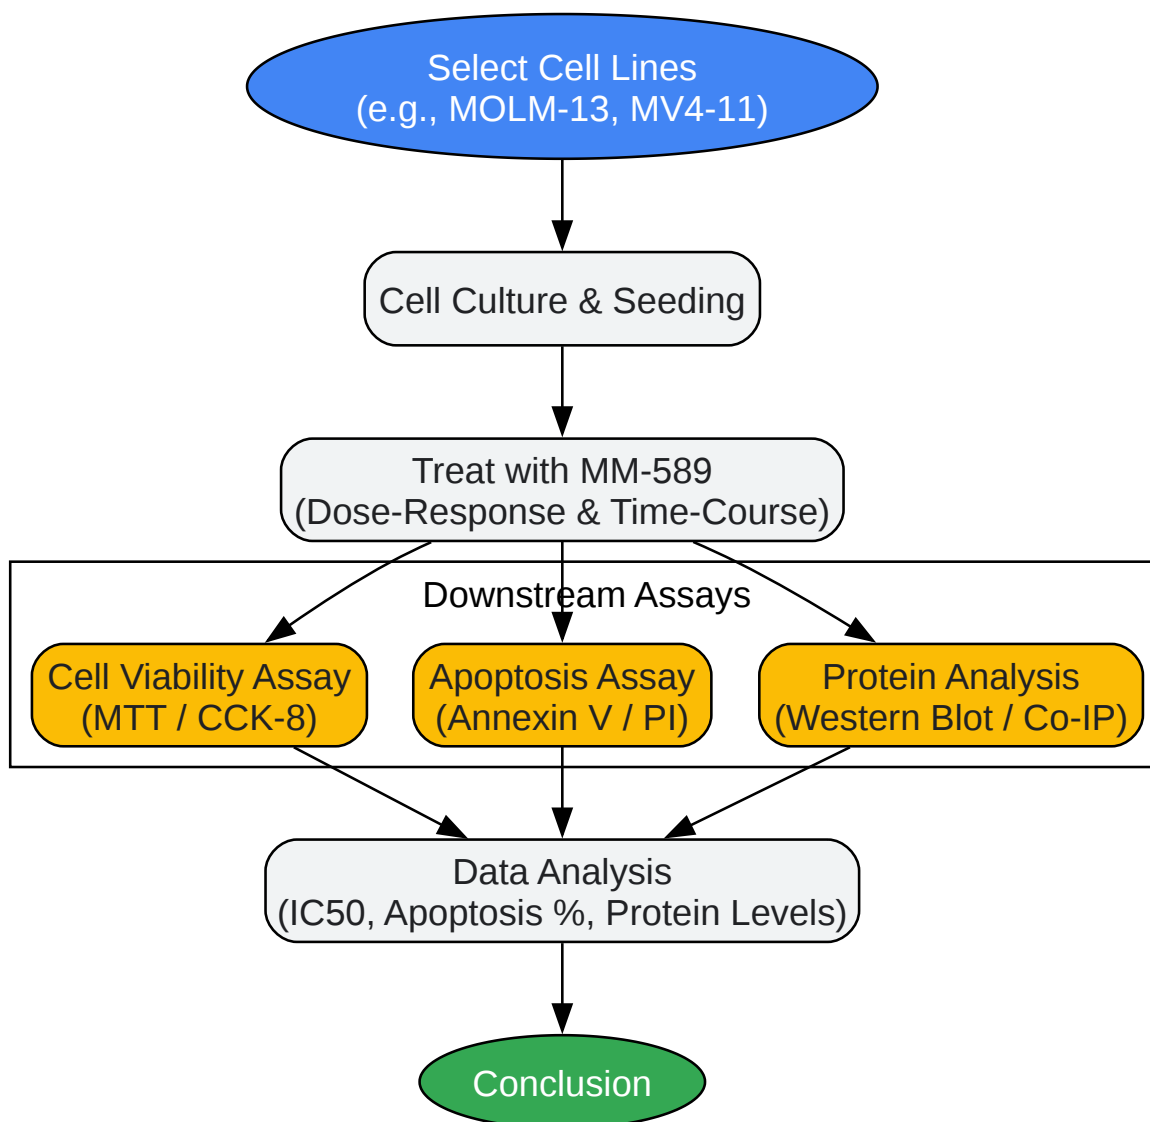 Select Cell Lines
(e.g., MOLM-13, MV4-11)
Cell Culture & Seeding
Treat with MM-589
(Dose-Response & Time-Course)
Downstream Assays
Cell Viability Assay
(MTT / CCK-8)
Apoptosis Assay
(Annexin V / PI)
Protein Analysis
(Western Blot / Co-IP)
Data Analysis
(IC50, Apoptosis %, Protein Levels)
Conclusion